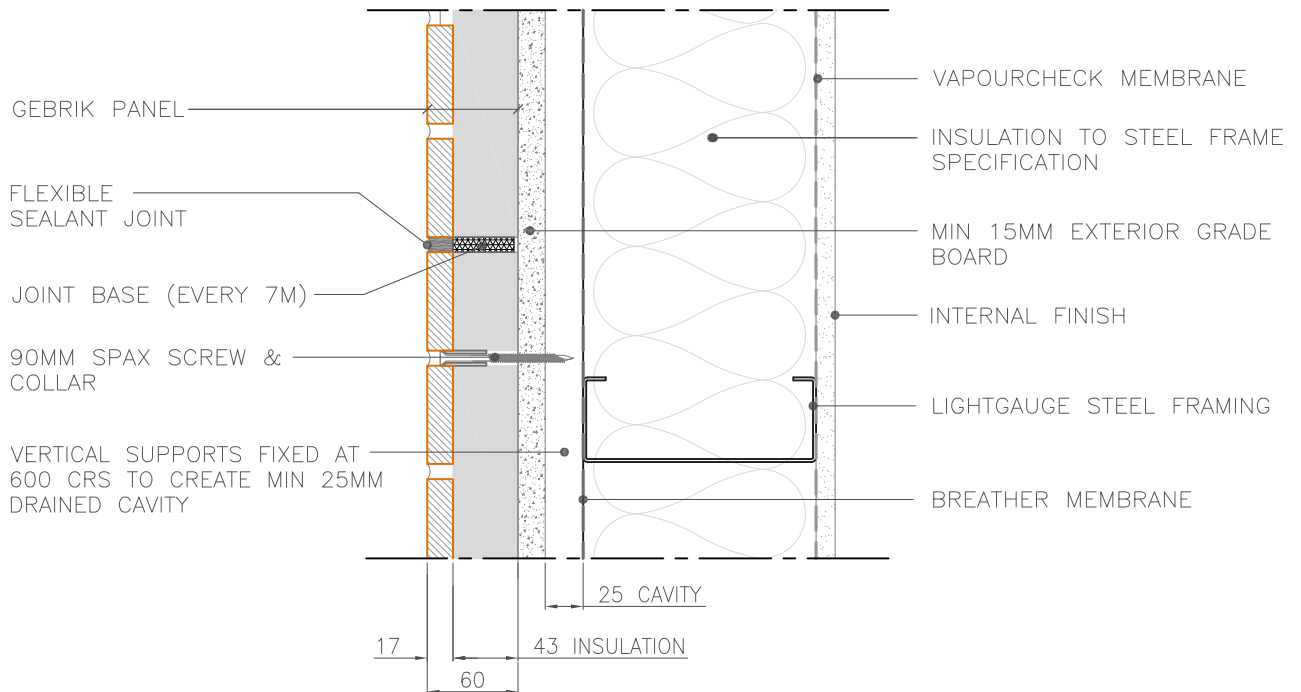 GEBRIK PANEL
FLEXIBLE
SEALANT JOINT
JOINT BASE (EVERY 7M)
90MM SPAX SCREW &
COLLAR
VERTICAL SUPPORTS FIXED AT
600 CRS TO CREATE MIN 25MM
DRAINED CAVITY
VAPOURCHECK MEMBRANE
INSULATION TO STEEL FRAME
SPECIFICATION
MIN 15MM EXTERIOR GRADE
BOARD
INTERNAL FINISH
LIGHTGAUGE STEEL FRAMING
BREATHER MEMBRANE
25 CAVITY
17
43 INSULATION
60